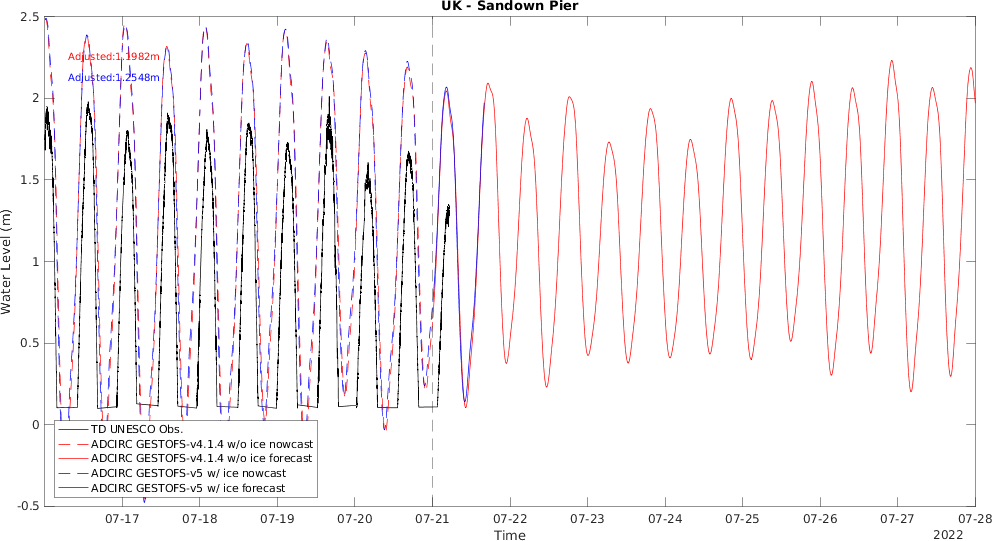 UK - Sandown Pier
2.5
2
1.5
1
0.5
0
-0.5
Water Level (m)
Adjusted:1.1982m
Adjusted:1.2548m
TD UNESCO Obs.
ADCIRC GESTOFS-v4.1.4 w/o ice nowcast
ADCIRC GESTOFS-v4.1.4 w/o ice forecast
ADCIRC GESTOFS-v5 w/ ice nowcast
ADCIRC GESTOFS-v5 w/ ice forecast
07-17 07-18 07-19 07-20 07-21 07-22 07-23 07-24 07-25 07-26 07-27 07-28
Time
2022